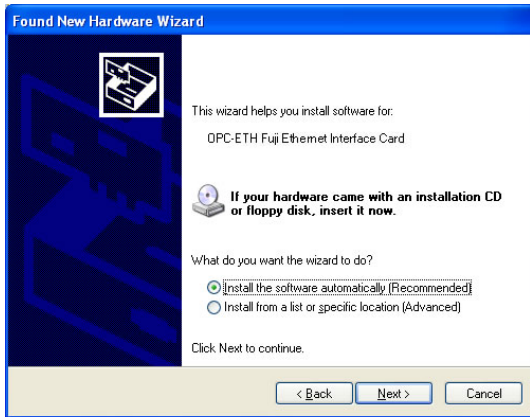 Found New Hardware Wizard
This wizard helps you install software for:
OPC-ETH Fuji Ethernet Interface Card
If your hardware came with an installation CD
or floppy disk, insert it now.
What do you want the wizard to do?
Install the software automatically (Recommended)
Install from a list or specific location (Advanced)
Click Next to continue.
< Back Next > Cancel